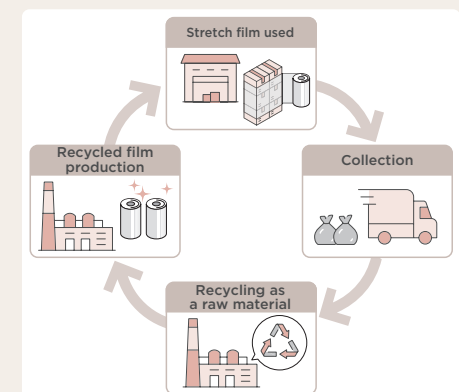 Stretch film used
Collection
Recycling as
a raw material
Recycled film
production